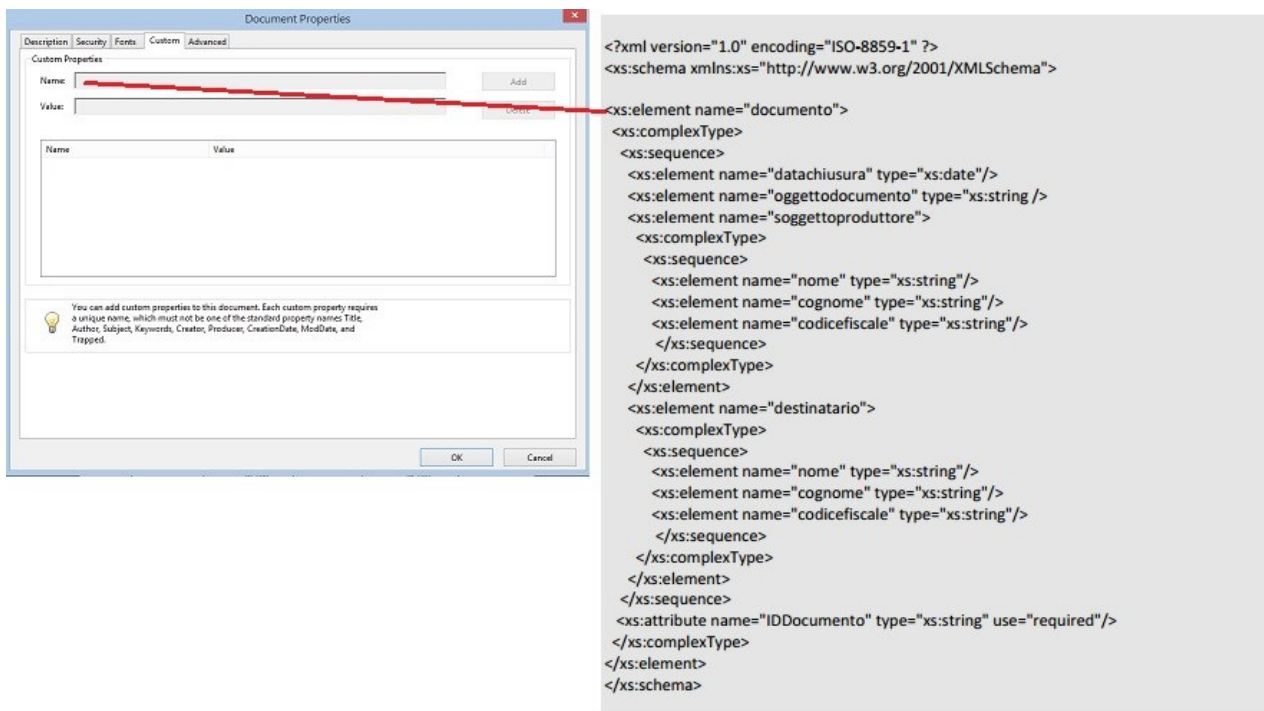 Document Properties
Description Security Fonts Custom Advanced
Custom Properties
Name:
Add
Value:
Delete
Name Value
You can add custom properties to this document. Each custom property requires
a unique name, which must not be one of the standard property names Title,
Author, Subject, Keywords, Creator, Producer, CreationDate, ModDate, and
Trapped.
OK Cancel
<?xml version="1.0" encoding="ISO-8859-1" ?>
<xs:schema xmlns:xs="http://www.w3.org/2001/XMLSchema">
<xs:element name="documento">
<xs:complexType>
<xs:sequence>
<xs:element name="datachiusura" type="xs:date"/>
<xs:element name="oggettodocumento" type="xs:string />
<xs:element name="soggettoproduttore">
<xs:complexType>
<xs:sequence>
<xs:element name="nome" type="xs:string"/>
<xs:element name="cognome" type="xs:string"/>
<xs:element name="codicefiscale" type="xs:string"/>
</xs:sequence>
</xs:complexType>
</xs:element>
<xs:element name="destinatario">
<xs:complexType>
<xs:sequence>
<xs:element name="nome" type="xs:string"/>
<xs:element name="cognome" type="xs:string"/>
<xs:element name="codicefiscale" type="xs:string"/>
</xs:sequence>
</xs:complexType>
</xs:element>
</xs:sequence>
<xs:attribute name="IDDocumento" type="xs:string" use="required"/>
</xs:complexType>
</xs:element>
</xs:schema>